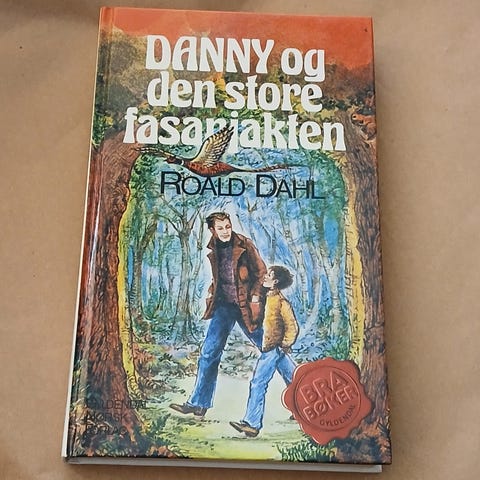 DANNY og
den store
fasanjakten
ROALD DAHL
BRA
BØKER
GYLDENDAL
GYLDENDAL
NORSK
FORLAG